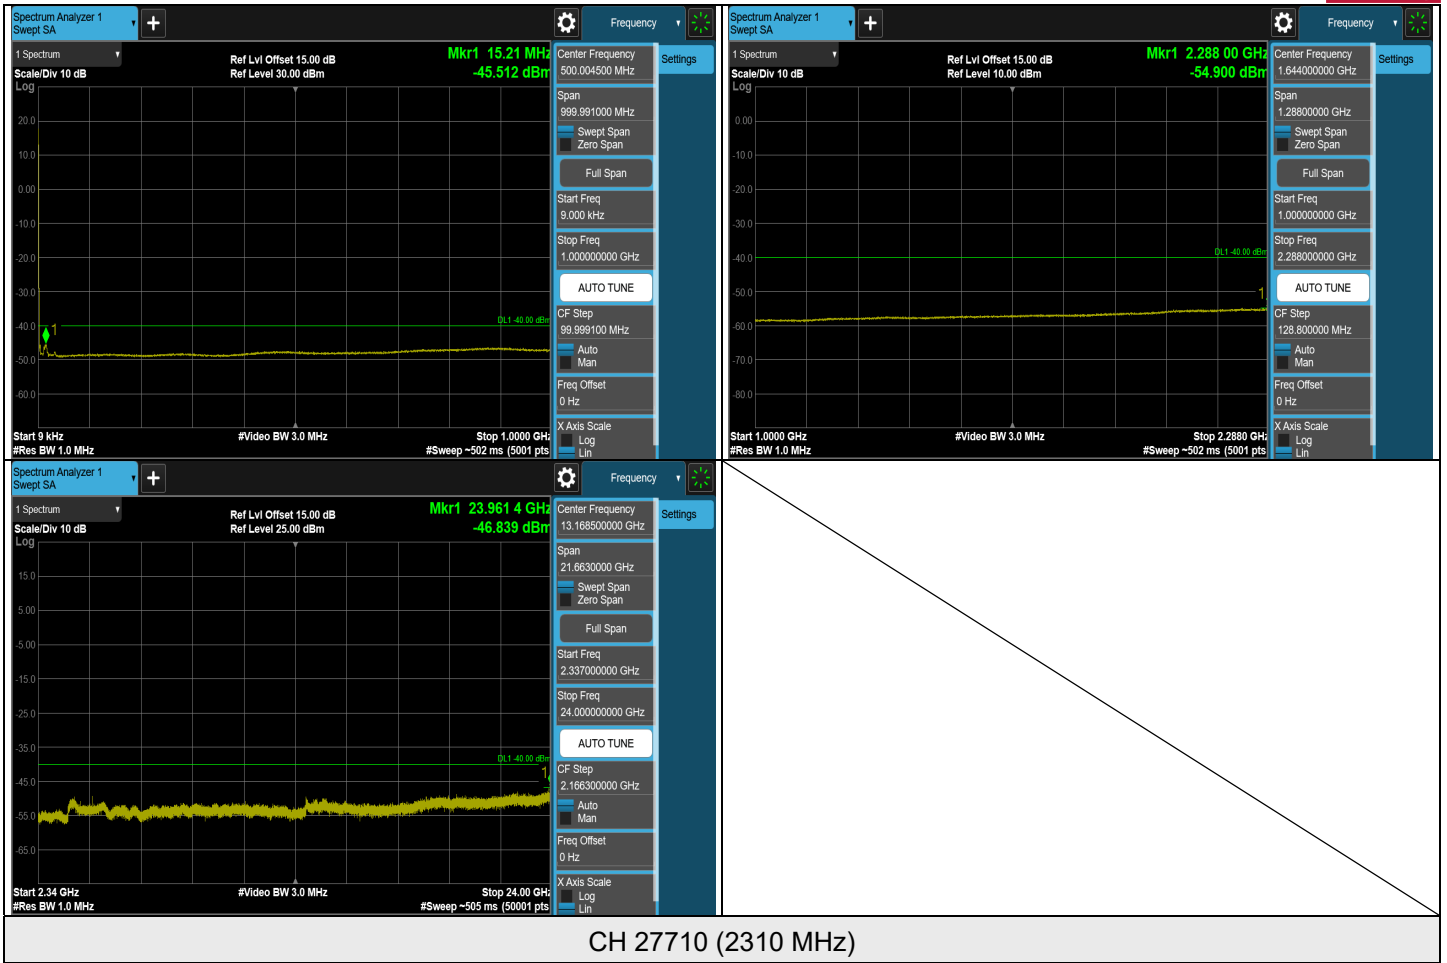 Spectrum Analyzer 1
Swept SA
+
Frequency
1 Spectrum
Ref Lvl Offset 15.00 dB
Ref Level 30.00 dBm
Mkr1 15.21 MHz
-45.512 dBm
Scale/Div 10 dB
Log
20.0
10.0
0.00
-10.0
-20.0
-30.0
-40.0
-50.0
-60.0
DL1 -40.00 dBm
1
Start 9 kHz
#Video BW 3.0 MHz
Stop 1.0000 GHz
#Res BW 1.0 MHz
#Sweep ~502 ms (5001 pts
Center Frequency
500.004500 MHz
Settings
Span
999.991000 MHz
Swept Span
Zero Span
Full Span
Start Freq
9.000 kHz
Stop Freq
1.000000000 GHz
AUTO TUNE
CF Step
99.999100 MHz
Auto
Man
Freq Offset
0 Hz
X Axis Scale
Log
Lin
Spectrum Analyzer 1
Swept SA
+
Frequency
1 Spectrum
Ref Lvl Offset 15.00 dB
Ref Level 10.00 dBm
Mkr1 2.288 00 GHz
-54.900 dBm
Scale/Div 10 dB
Log
0.00
-10.0
-20.0
-30.0
-40.0
-50.0
-60.0
-70.0
-80.0
DL1 -40.00 dBm
1
Start 1.0000 GHz
#Video BW 3.0 MHz
Stop 2.2880 GHz
#Res BW 1.0 MHz
#Sweep ~502 ms (5001 pts
Center Frequency
1.644000000 GHz
Settings
Span
1.28800000 GHz
Swept Span
Zero Span
Full Span
Start Freq
1.000000000 GHz
Stop Freq
2.288000000 GHz
AUTO TUNE
CF Step
128.800000 MHz
Auto
Man
Freq Offset
0 Hz
X Axis Scale
Log
Lin
Spectrum Analyzer 1
Swept SA
+
Frequency
1 Spectrum
Ref Lvl Offset 15.00 dB
Ref Level 25.00 dBm
Mkr1 23.961 4 GHz
-46.839 dBm
Scale/Div 10 dB
Log
15.0
5.00
-5.00
-15.0
-25.0
-35.0
-45.0
-55.0
-65.0
DL1 -40.00 dBm
1
Start 2.34 GHz
#Video BW 3.0 MHz
Stop 24.00 GHz
#Res BW 1.0 MHz
#Sweep ~505 ms (50001 pts
Center Frequency
13.168500000 GHz
Settings
Span
21.6630000 GHz
Swept Span
Zero Span
Full Span
Start Freq
2.337000000 GHz
Stop Freq
24.000000000 GHz
AUTO TUNE
CF Step
2.166300000 GHz
Auto
Man
Freq Offset
0 Hz
X Axis Scale
Log
Lin
CH 27710 (2310 MHz)